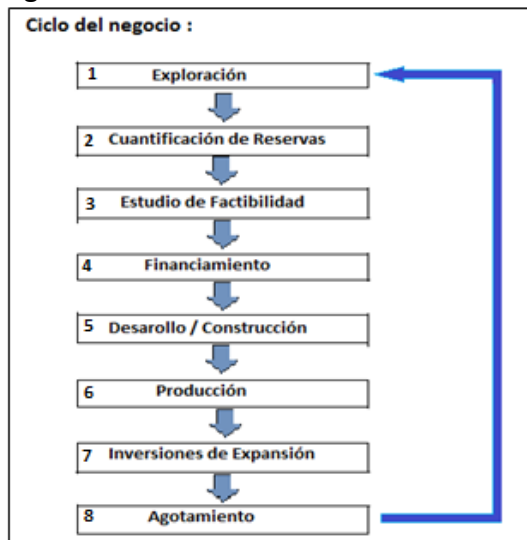 Ciclo del negocio :
1 Exploración
2 Cuantificación de Reservas
3 Estudio de Factibilidad
4 Financiamiento
5 Desarollo / Construcción
6 Producción
7 Inversiones de Expansión
8 Agotamiento